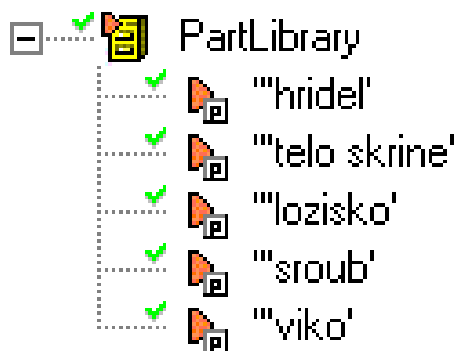 PartLibrary
"'hridel'
"'telo skrine'
"'lozisko'
"'sroub'
"'viko'